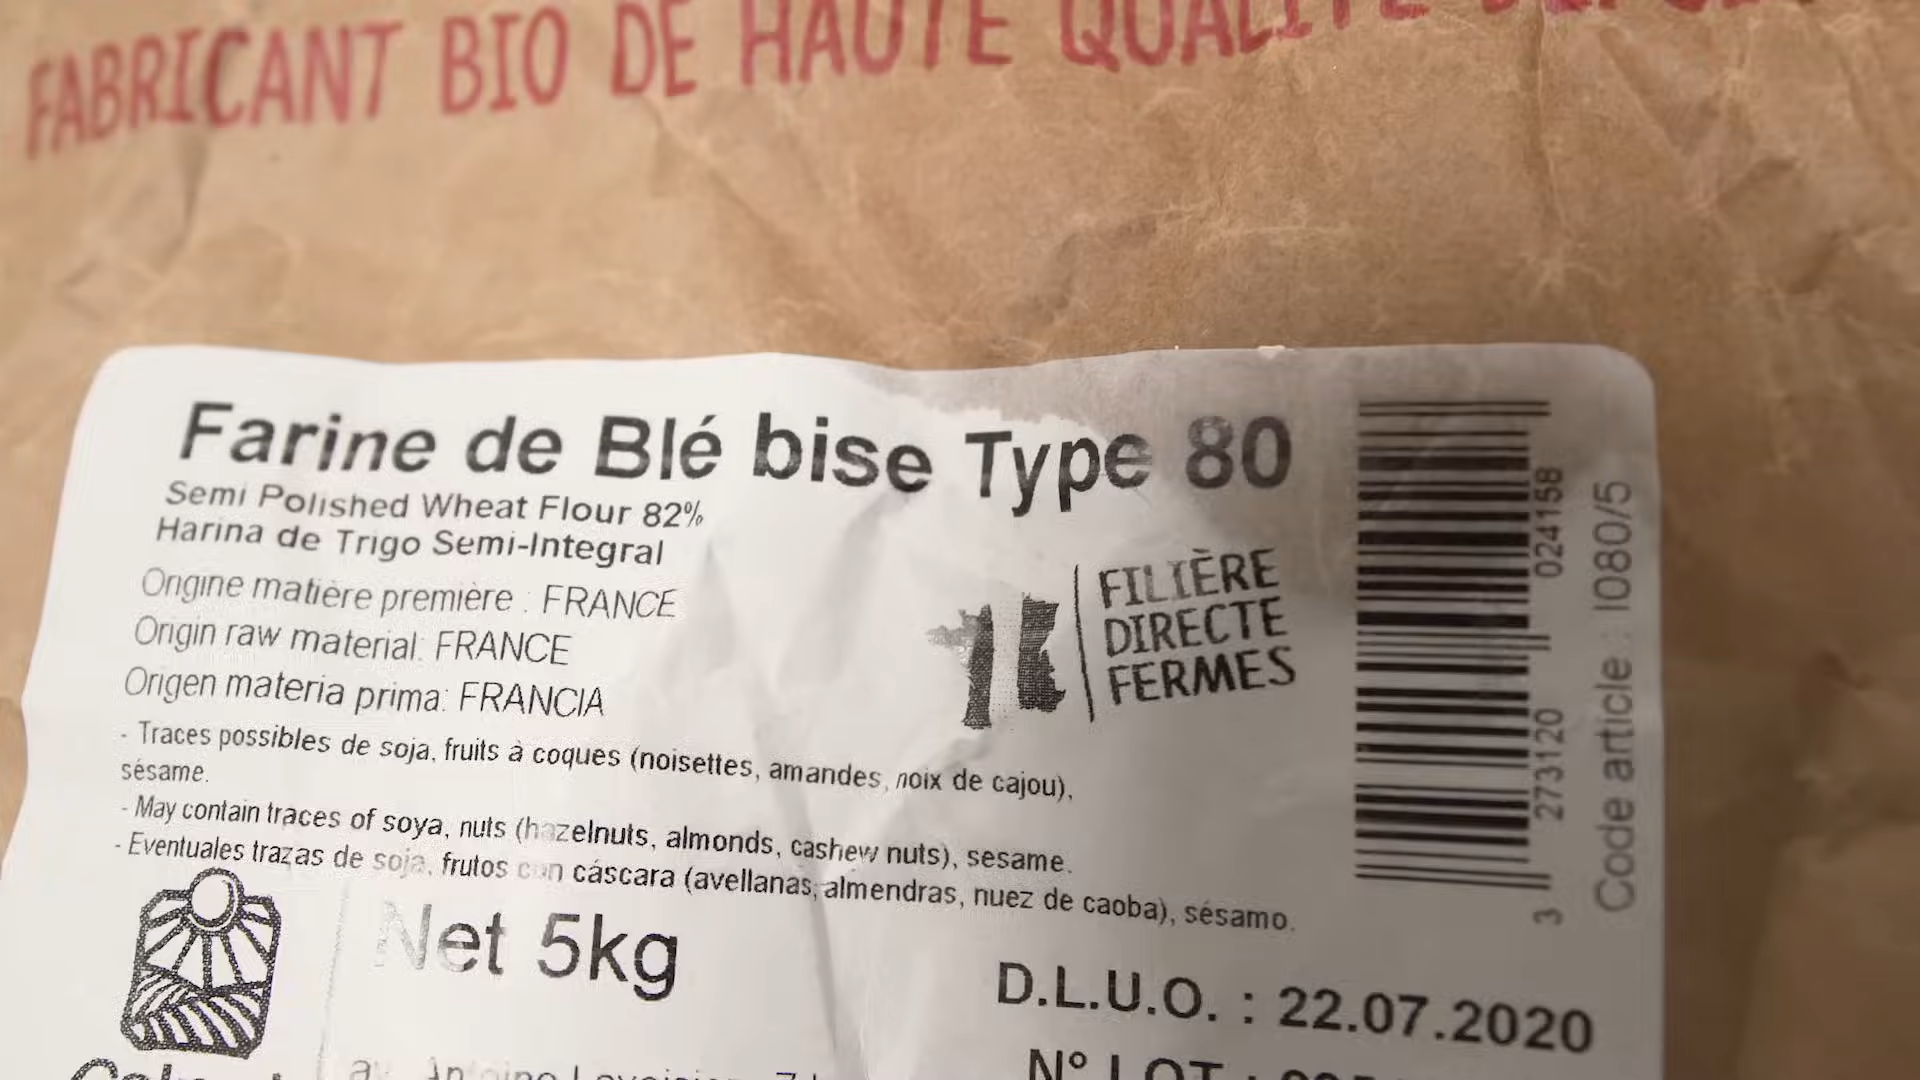 FABRICANT BIO DE HAUTE QUALITÉ
Farine de Blé bise Type 80
Semi Polished Wheat Flour 82%
Harina de Trigo Semi-Integral
Origine matière première : FRANCE
Origin raw material: FRANCE
Origen materia prima: FRANCIA
FILIÈRE
DIRECTE
FERMES
- Traces possibles de soja, fruits à coques (noisettes, amandes, noix de cajou),
sésame.
- May contain traces of soya, nuts (hazelnuts, almonds, cashew nuts), sesame.
- Eventuales trazas de soja, frutos con cáscara (avellanas, almendras, nuez de caoba), sésamo.
Net 5kg
D.L.U.O. : 22.07.2020
N° LOT :
3 273120 024158
Code article : I080/5